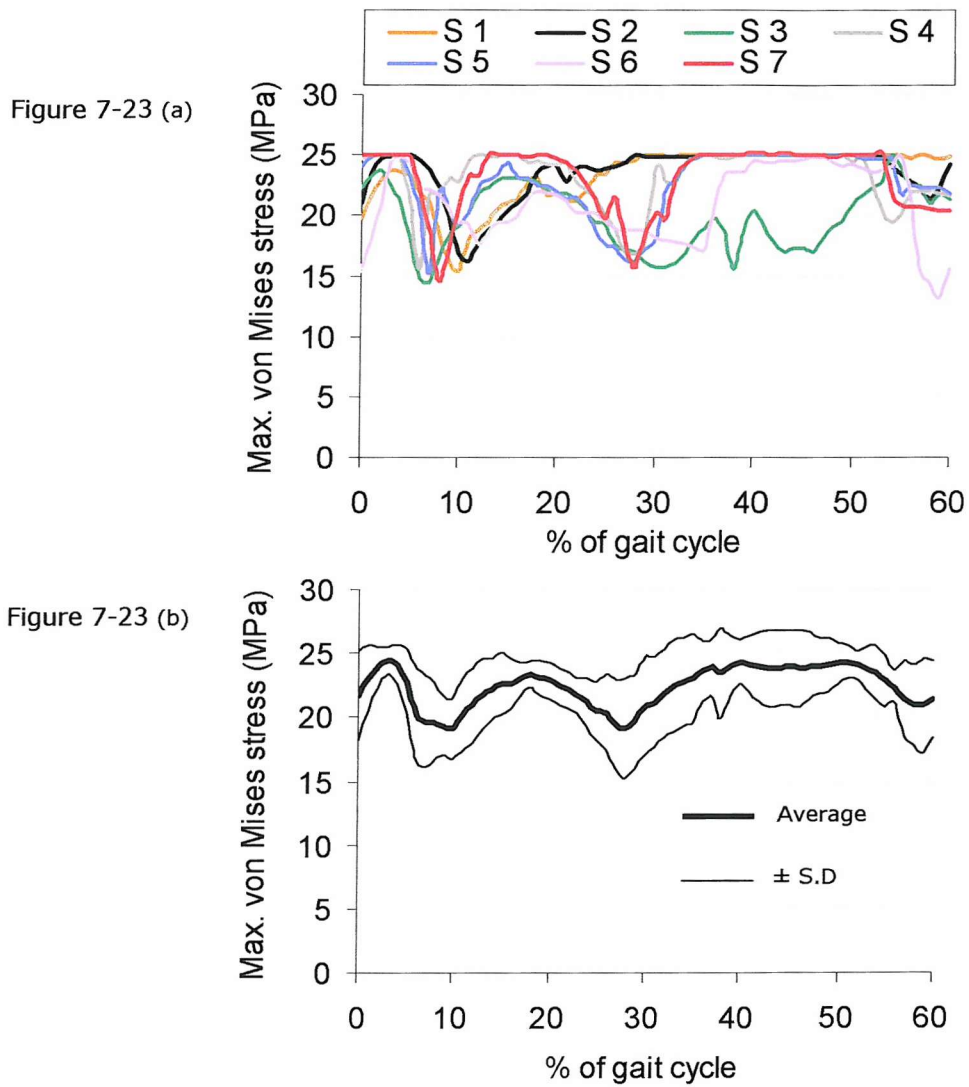 S 1 S 2 S 3 S 4
S 5 S 6 S 7
Figure 7-23 (a)
Max. von Mises stress (MPa)
30
25
20
15
10
5
0
0 10 20 30 40 50 60
% of gait cycle
Figure 7-23 (b)
Max. von Mises stress (MPa)
30
25
20
15
10
5
0
Average
± S.D
0 10 20 30 40 50 60
% of gait cycle